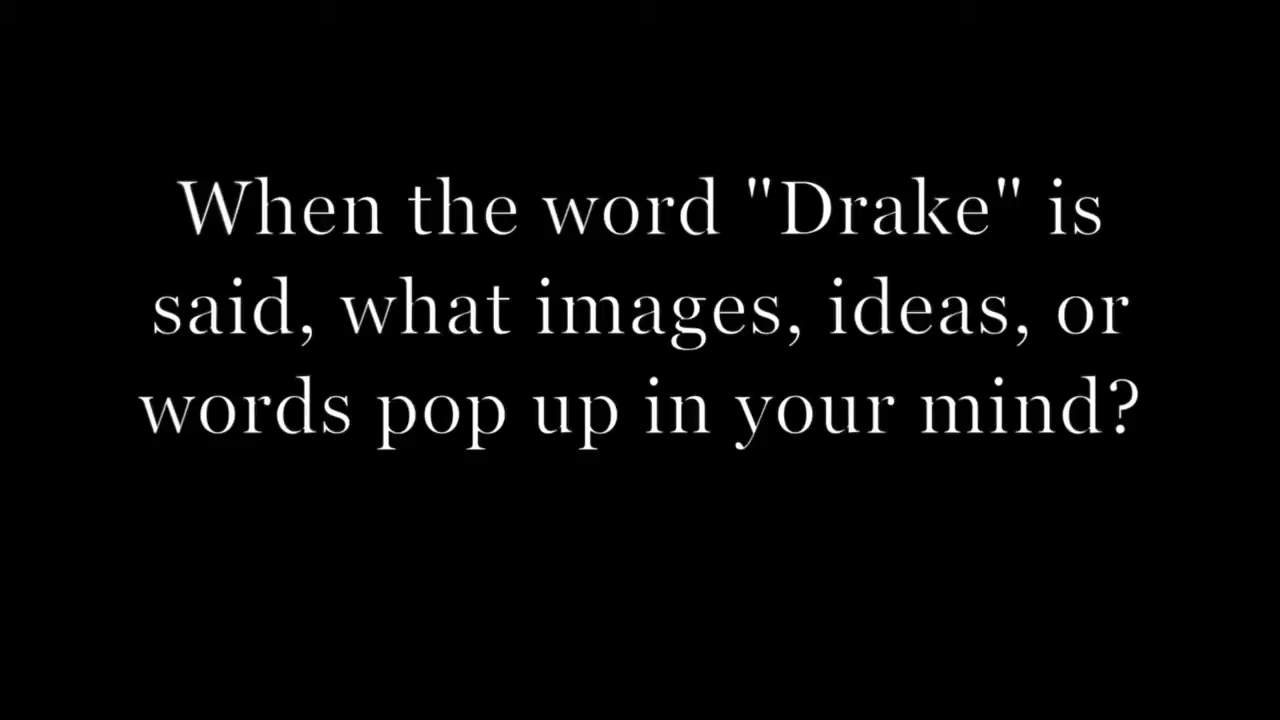 When the word "Drake" is
said, what images, ideas, or
words pop up in your mind?